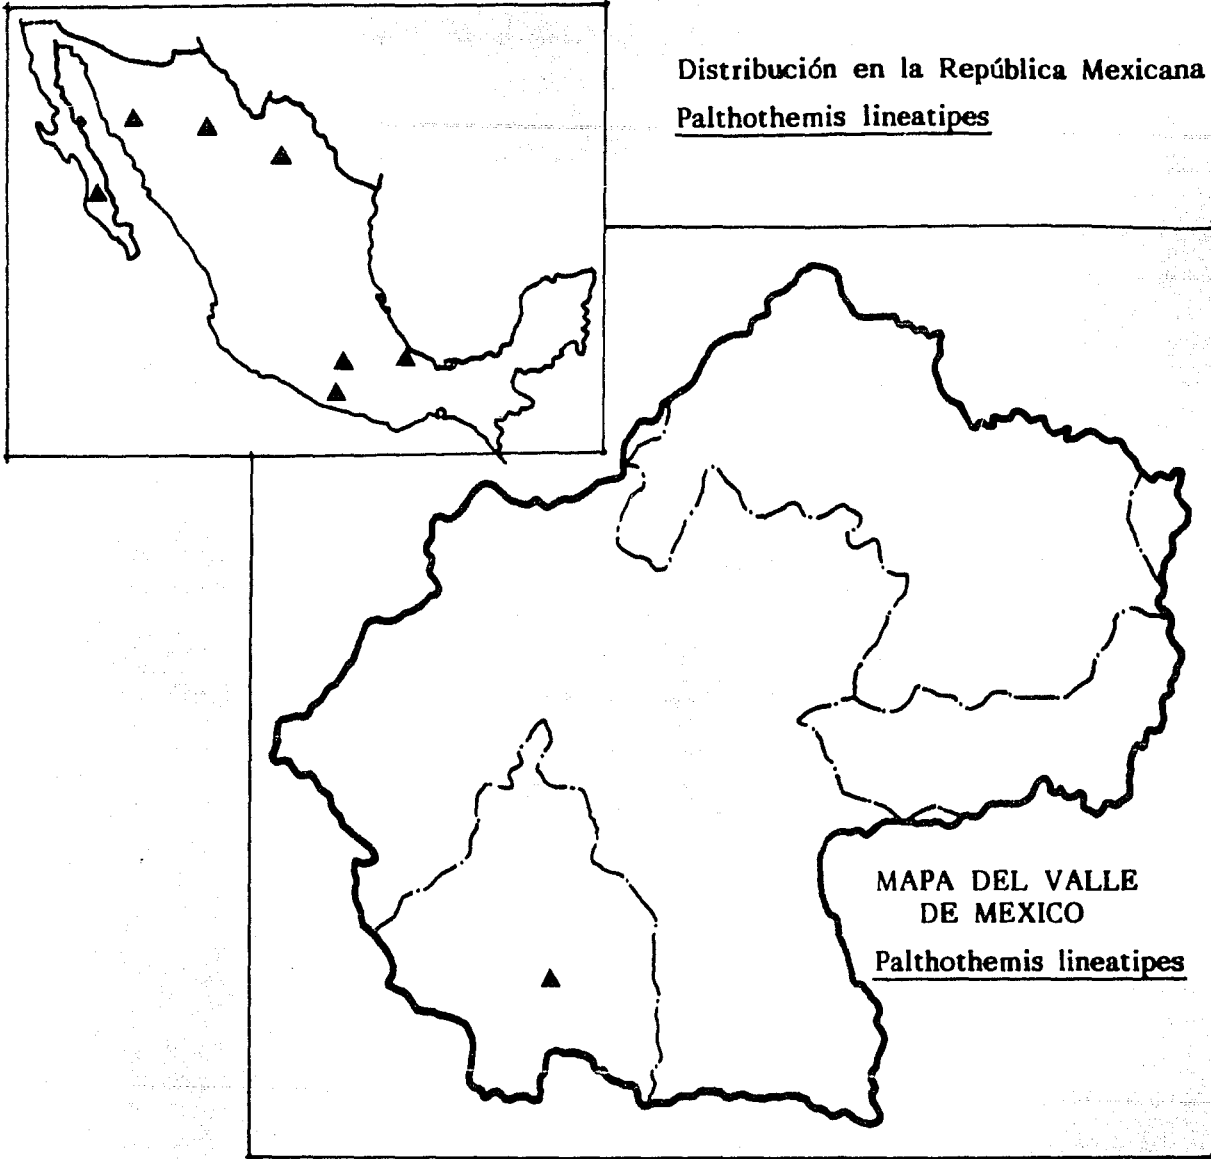 Distribución en la República Mexicana
Palthothemis lineatipes
MAPA DEL VALLE
DE MEXICO
Palthothemis lineatipes